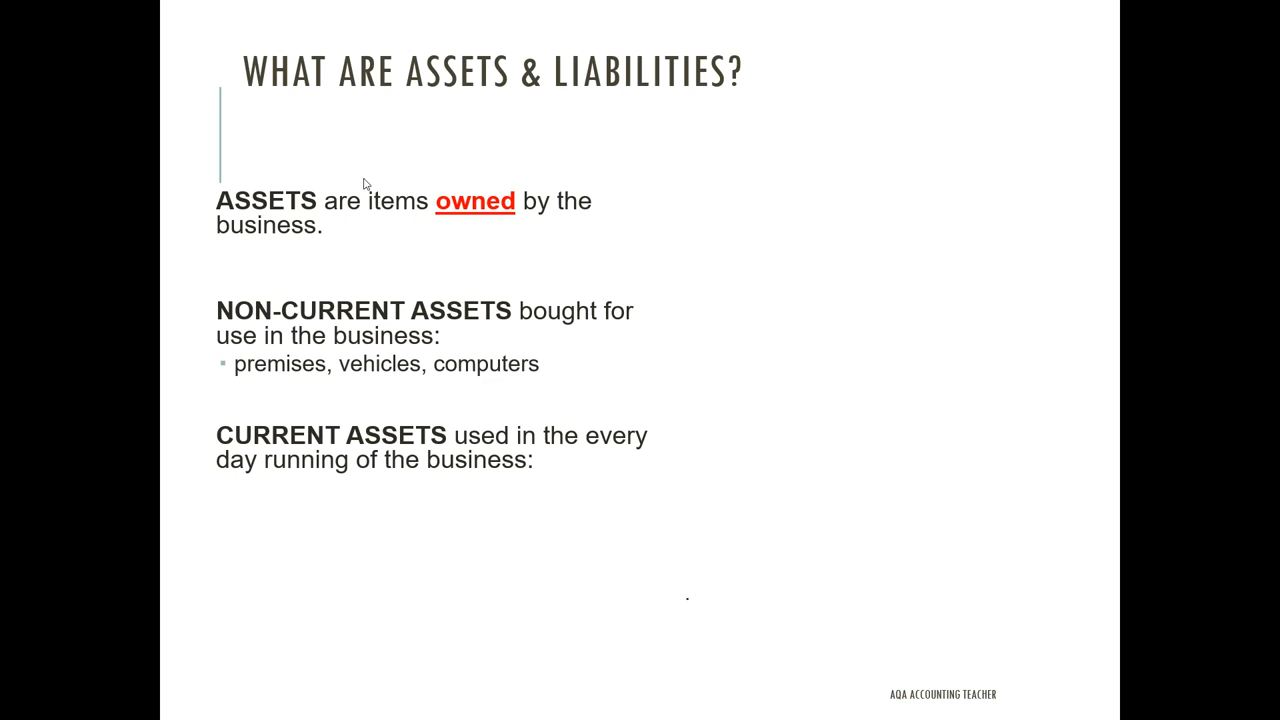 WHAT ARE ASSETS & LIABILITIES?
ASSETS are items owned by the
business.
NON-CURRENT ASSETS bought for
use in the business:
▪ premises, vehicles, computers
CURRENT ASSETS used in the every
day running of the business:
.
AQA ACCOUNTING TEACHER